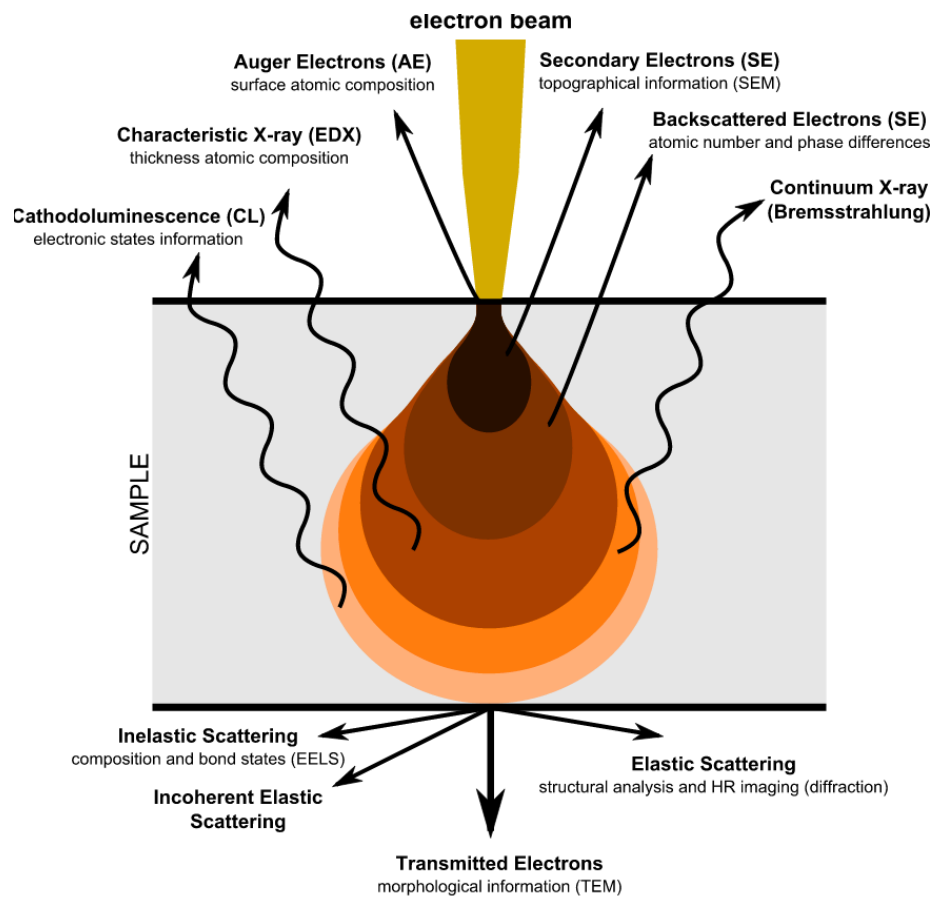 electron beam
Auger Electrons (AE)
surface atomic composition
Secondary Electrons (SE)
topographical information (SEM)
Characteristic X-ray (EDX)
thickness atomic composition
Backscattered Electrons (SE)
atomic number and phase differences
Cathodoluminescence (CL)
electronic states information
Continuum X-ray
(Bremsstrahlung)
SAMPLE
Inelastic Scattering
composition and bond states (EELS)
Incoherent Elastic
Scattering
Elastic Scattering
structural analysis and HR imaging (diffraction)
Transmitted Electrons
morphological information (TEM)